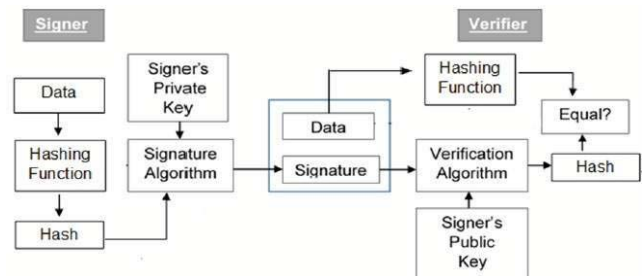 Signer
Verifier
Data
Hashing
Function
Hash
Signer's
Private
Key
Signature
Algorithm
Data
Signature
Hashing
Function
Verification
Algorithm
Signer's
Public
Key
Equal?
Hash